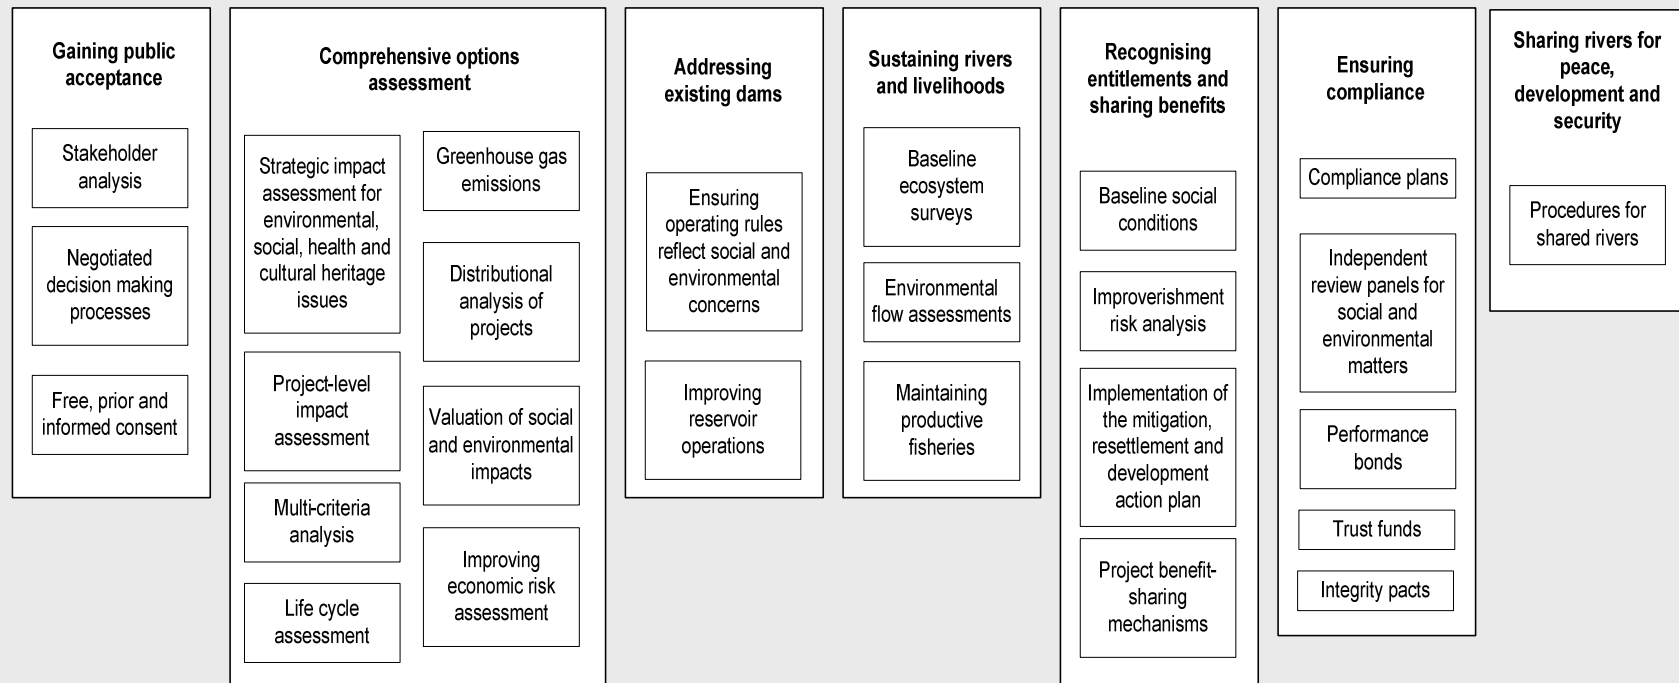 Gaining public
acceptance
Stakeholder
analysis
Negotiated
decision making
processes
Free, prior and
informed consent
Comprehensive options
assessment
Strategic impact
assessment for
environmental,
social, health and
cultural heritage
issues
Project-level
impact
assessment
Multi-criteria
analysis
Life cycle
assessment
Greenhouse gas
emissions
Distributional
analysis of
projects
Valuation of social
and environmental
impacts
Improving
economic risk
assessment
Addressing
existing dams
Ensuring
operating rules
reflect social and
environmental
concerns
Improving
reservoir
operations
Sustaining rivers
and livelihoods
Baseline
ecosystem
surveys
Environmental
flow assessments
Maintaining
productive
fisheries
Recognising
entitlements and
sharing benefits
Baseline social
conditions
Improverishment
risk analysis
Implementation of
the mitigation,
resettlement and
development
action plan
Project benefit-
sharing
mechanisms
Ensuring
compliance
Compliance plans
Independent
review panels for
social and
environmental
matters
Performance
bonds
Trust funds
Integrity pacts
Sharing rivers for
peace,
development and
security
Procedures for
shared rivers